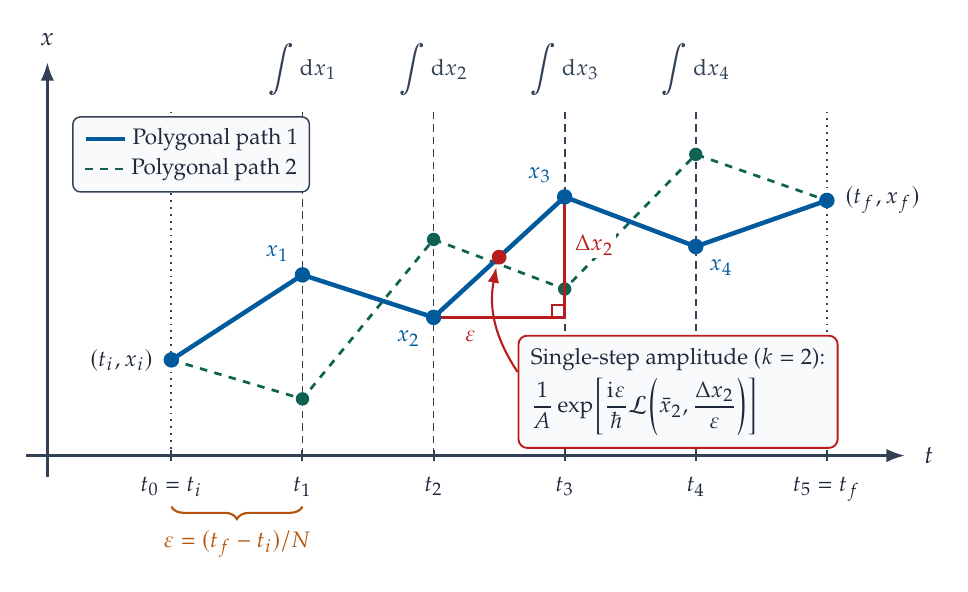 x
∫ dx₁ ∫ dx₂ ∫ dx₃ ∫ dx₄
Polygonal path 1
Polygonal path 2
x₃
(t_f, x_f)
Δx₂
x₁
x₄
x₂
ε
(t_i, x_i)
Single-step amplitude (k = 2):
1/A exp[iε/ħ ℒ(x̄₂, Δx₂/ε)]
t
t₀ = t_i t₁ t₂ t₃ t₄ t₅ = t_f
ε = (t_f − t_i)/N